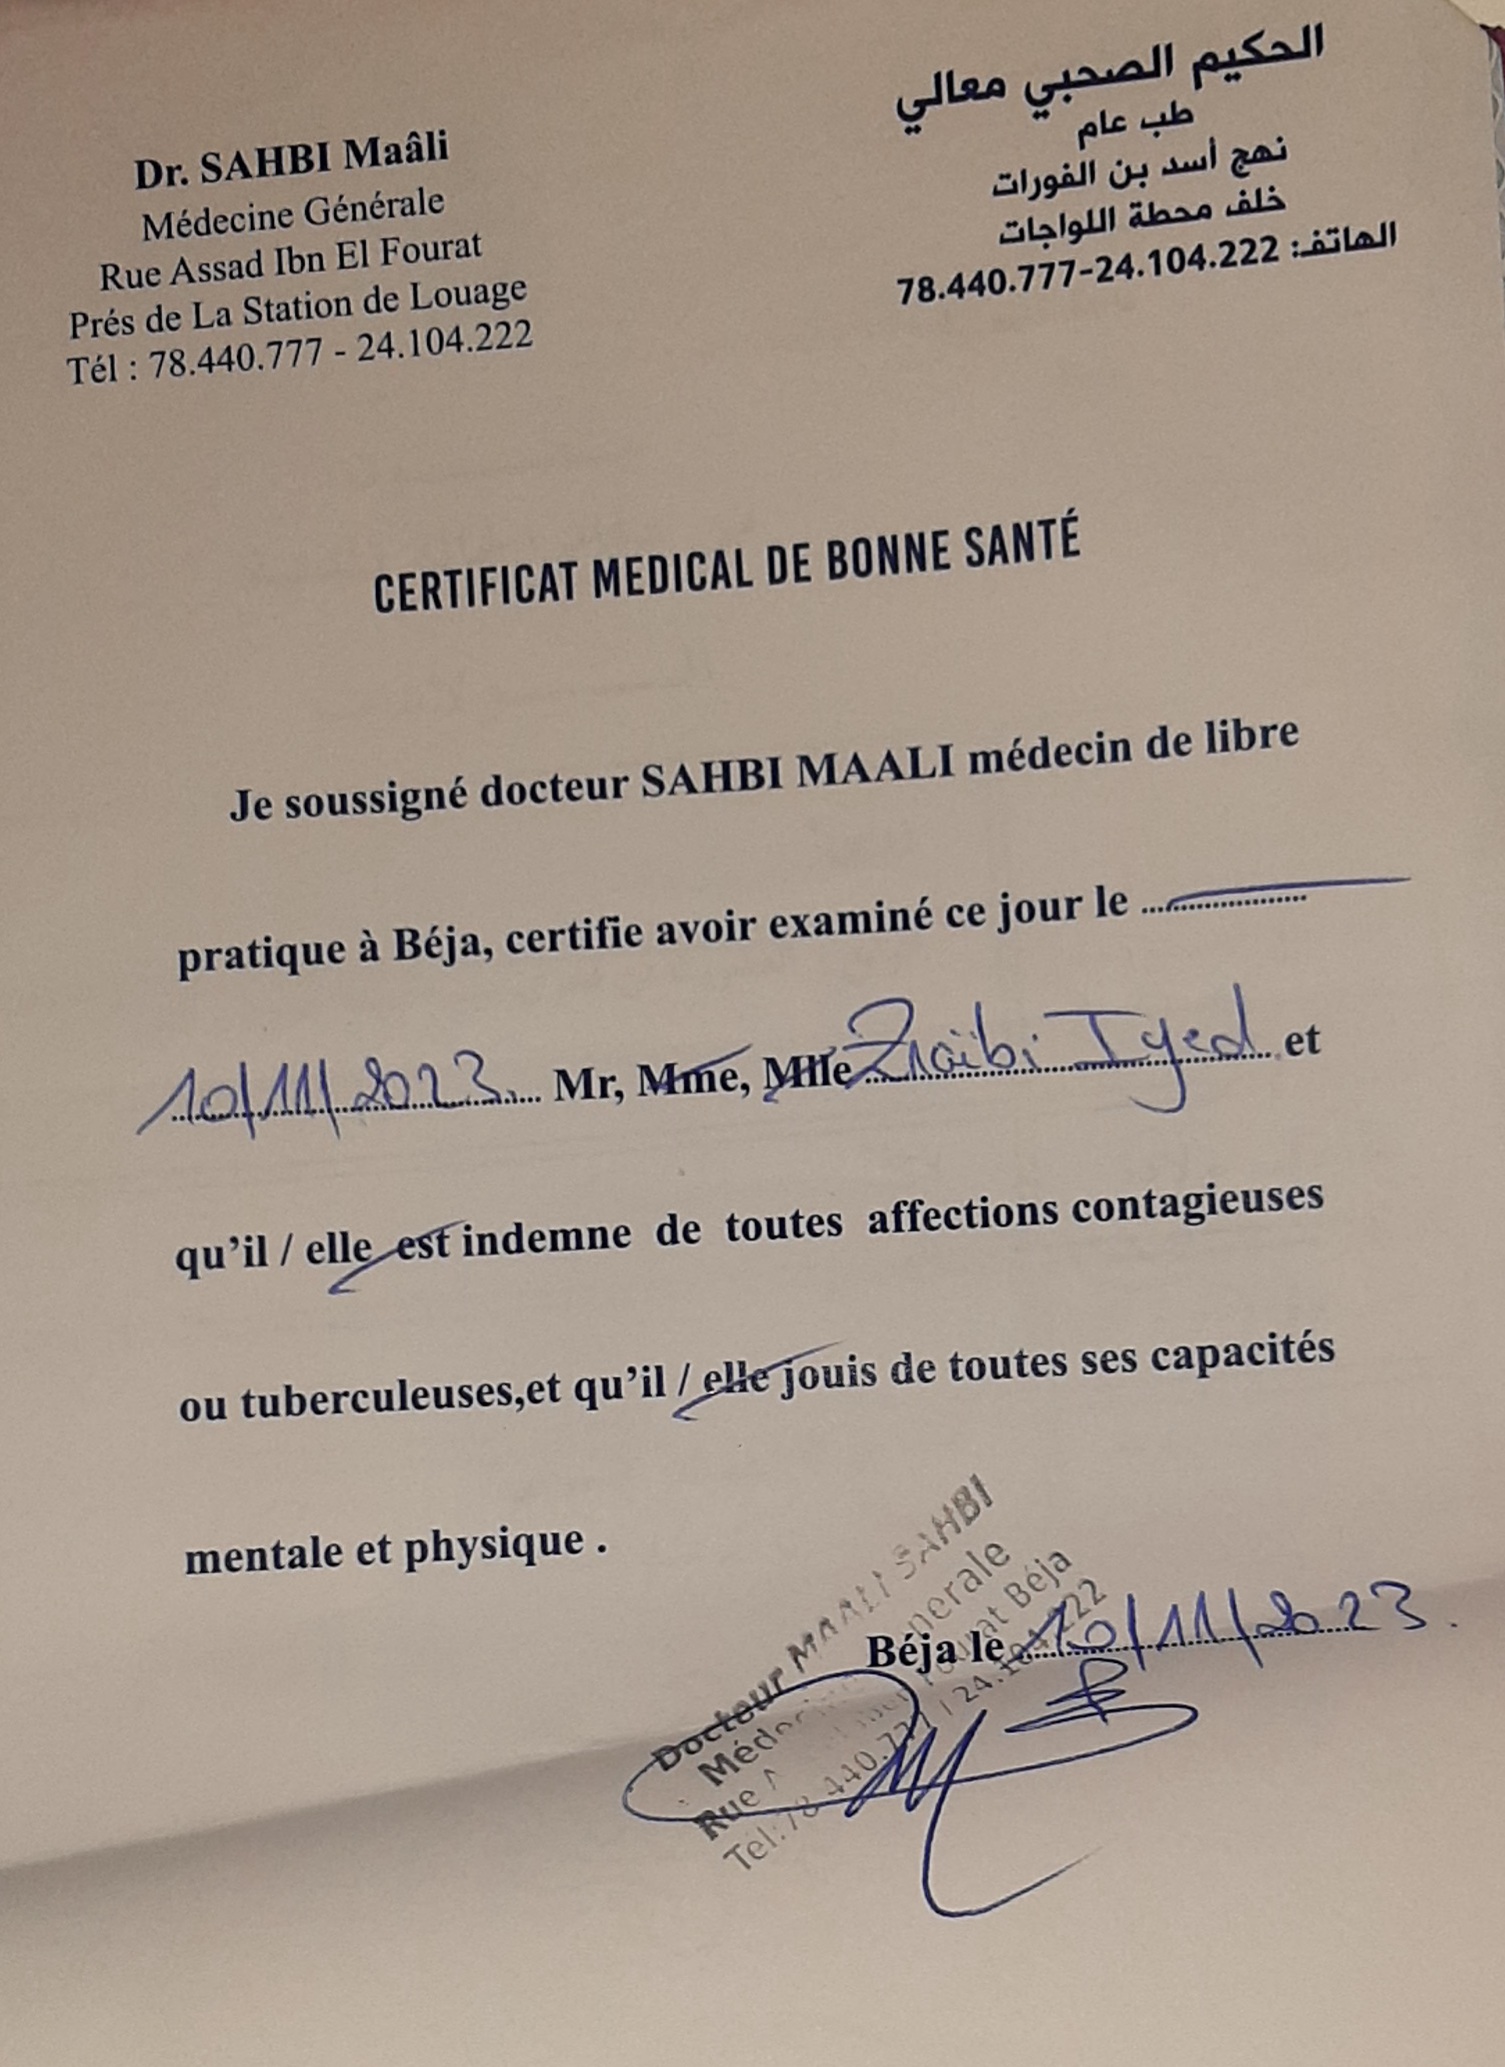 Dr. SAHBI Maâli
Médecine Générale
Rue Assad Ibn El Fourat
Prés de La Station de Louage
Tél : 78.440.777 - 24.104.222
الحكيم الصحبي معالي
طب عام
نهج أسد بن الفورات
خلف محطة اللواجات
الهاتف: 78.440.777-24.104.222
CERTIFICAT MEDICAL DE BONNE SANTÉ
Je soussigné docteur SAHBI MAALI médecin de libre
pratique à Béja, certifie avoir examiné ce jour le ....................
10/11/2023 Mr, Mme, Mlle Zraïbi Iyed et
qu'il / elle est indemne de toutes affections contagieuses
ou tuberculeuses,et qu'il / elle jouis de toutes ses capacités
mentale et physique .
Béja le 10/11/2023.
Docteur MAALI SAHBI
Rue Béja
Tel: 78 440.777 / 24.104.222